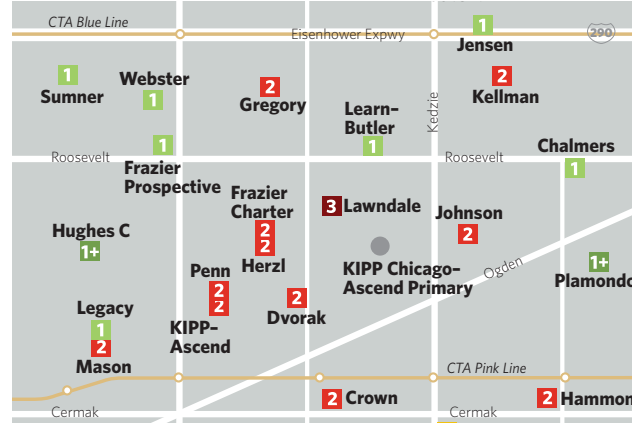 CTA Blue Line
Eisenhower Expwy
290
1
Jensen
1
Sumner
Webster
1
2
Gregory
2
Kellman
Kedzie
Learn–
Butler
1
Chalmers
1
Roosevelt
Roosevelt
1
Frazier
Prospective
Frazier
Charter
2
2
Herzl
3 Lawndale
Johnson
2
Hughes C
1+
KIPP Chicago–
Ascend Primary
Ogden
1+
Plamondo
Penn
2
2
KIPP–
Ascend
2
Dvorak
Legacy
1
2
Mason
CTA Pink Line
2 Crown
2 Hammon
Cermak
Cermak